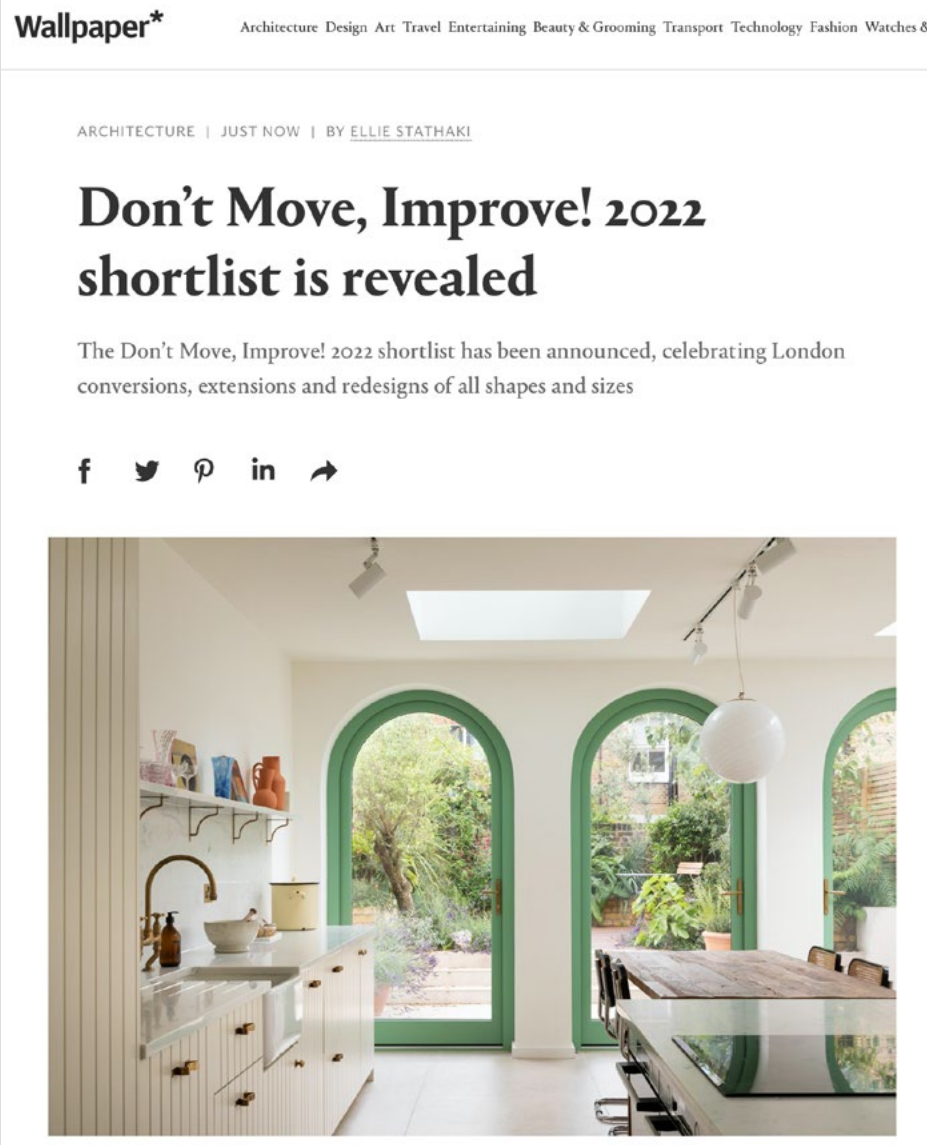 Wallpaper*
Architecture Design Art Travel Entertaining Beauty & Grooming Transport Technology Fashion Watches &
ARCHITECTURE | JUST NOW | BY ELLIE STATHAKI
Don’t Move, Improve! 2022
shortlist is revealed
The Don’t Move, Improve! 2022 shortlist has been announced, celebrating London
conversions, extensions and redesigns of all shapes and sizes